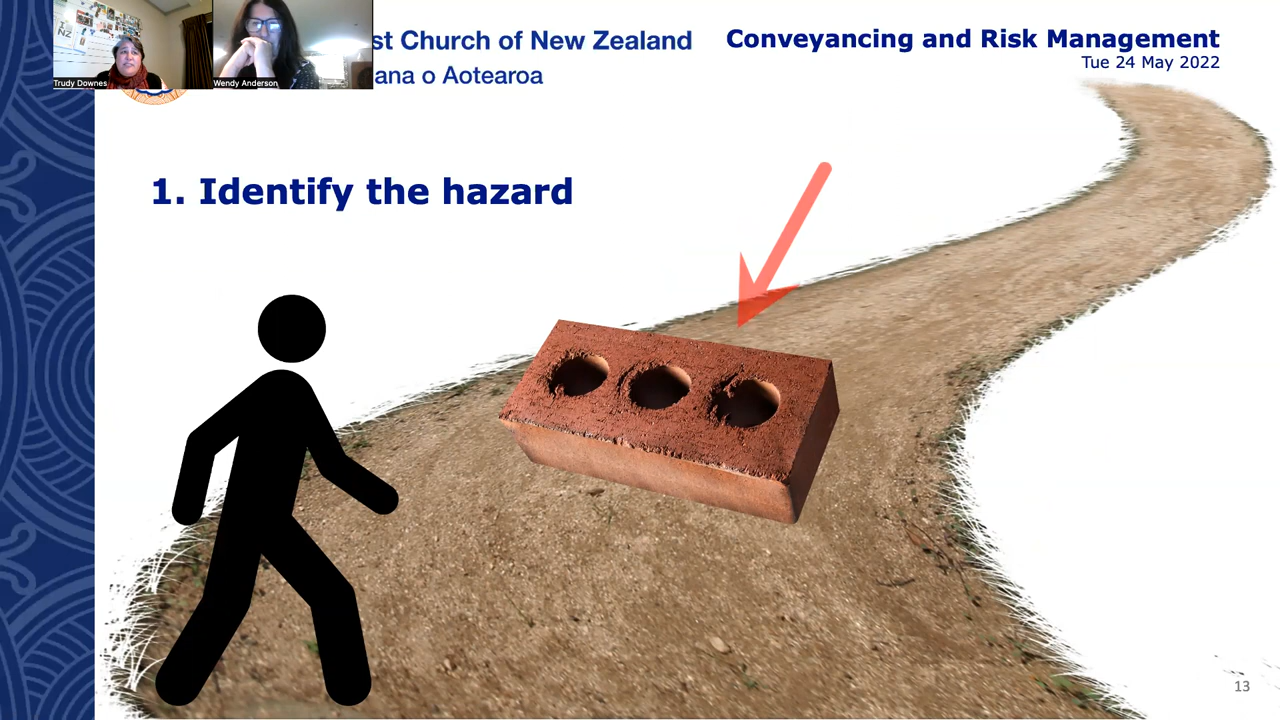 Trudy Downes
Wendy Anderson
st Church of New Zealand
ana o Aotearoa
Conveyancing and Risk Management
Tue 24 May 2022
1. Identify the hazard
13